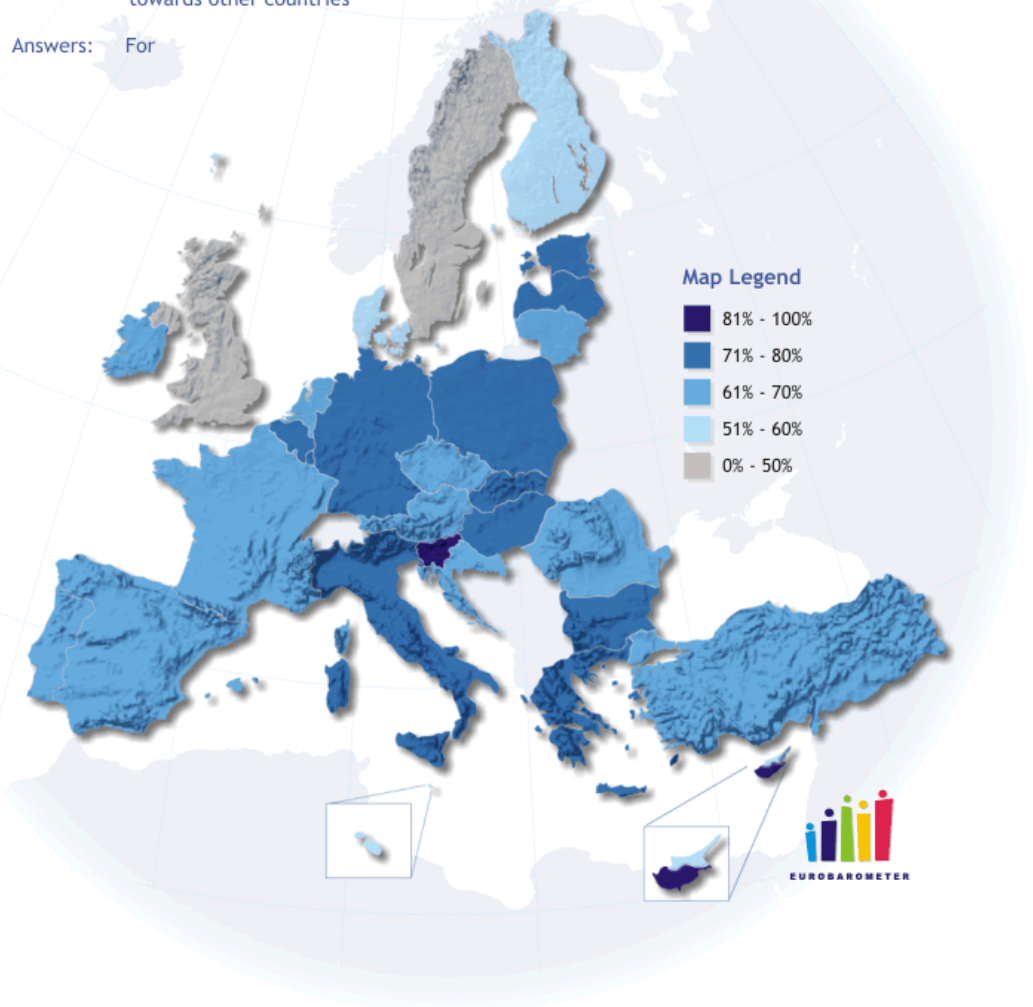 towards other countries
Answers: For
Map Legend
81% - 100%
71% - 80%
61% - 70%
51% - 60%
0% - 50%
EUROBAROMETER